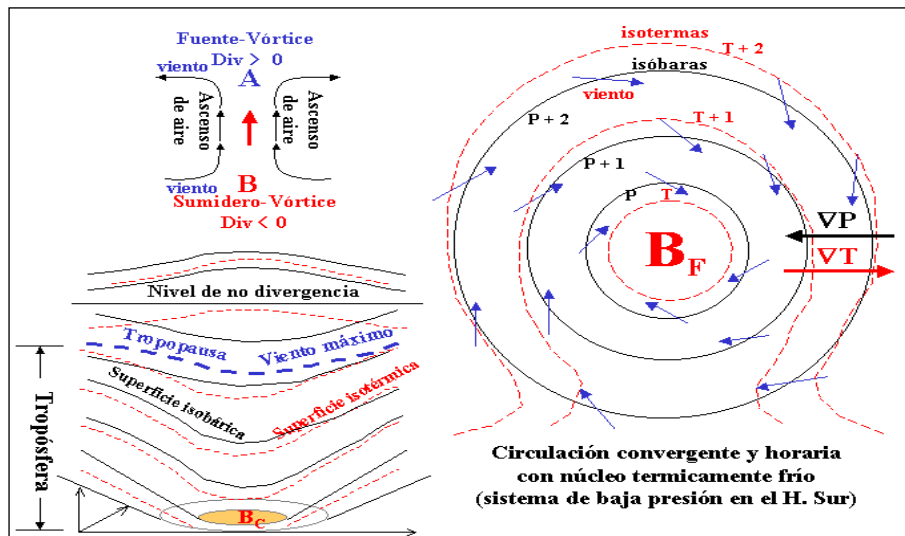 Fuente-Vórtice
Div > 0
viento
A
Ascenso
de aire
Ascenso
de aire
viento
B
Sumidero-Vórtice
Div < 0
Nivel de no divergencia
Tropopausa
Viento máximo
Superficie isobárica
Superficie isotérmica
Tropósfera
B_C
isotermas
T + 2
isóbaras
viento
P + 2
T + 1
P + 1
P
T
B_F
∇P
∇T
Circulación convergente y horaria
con núcleo termicamente frío
(sistema de baja presión en el H. Sur)